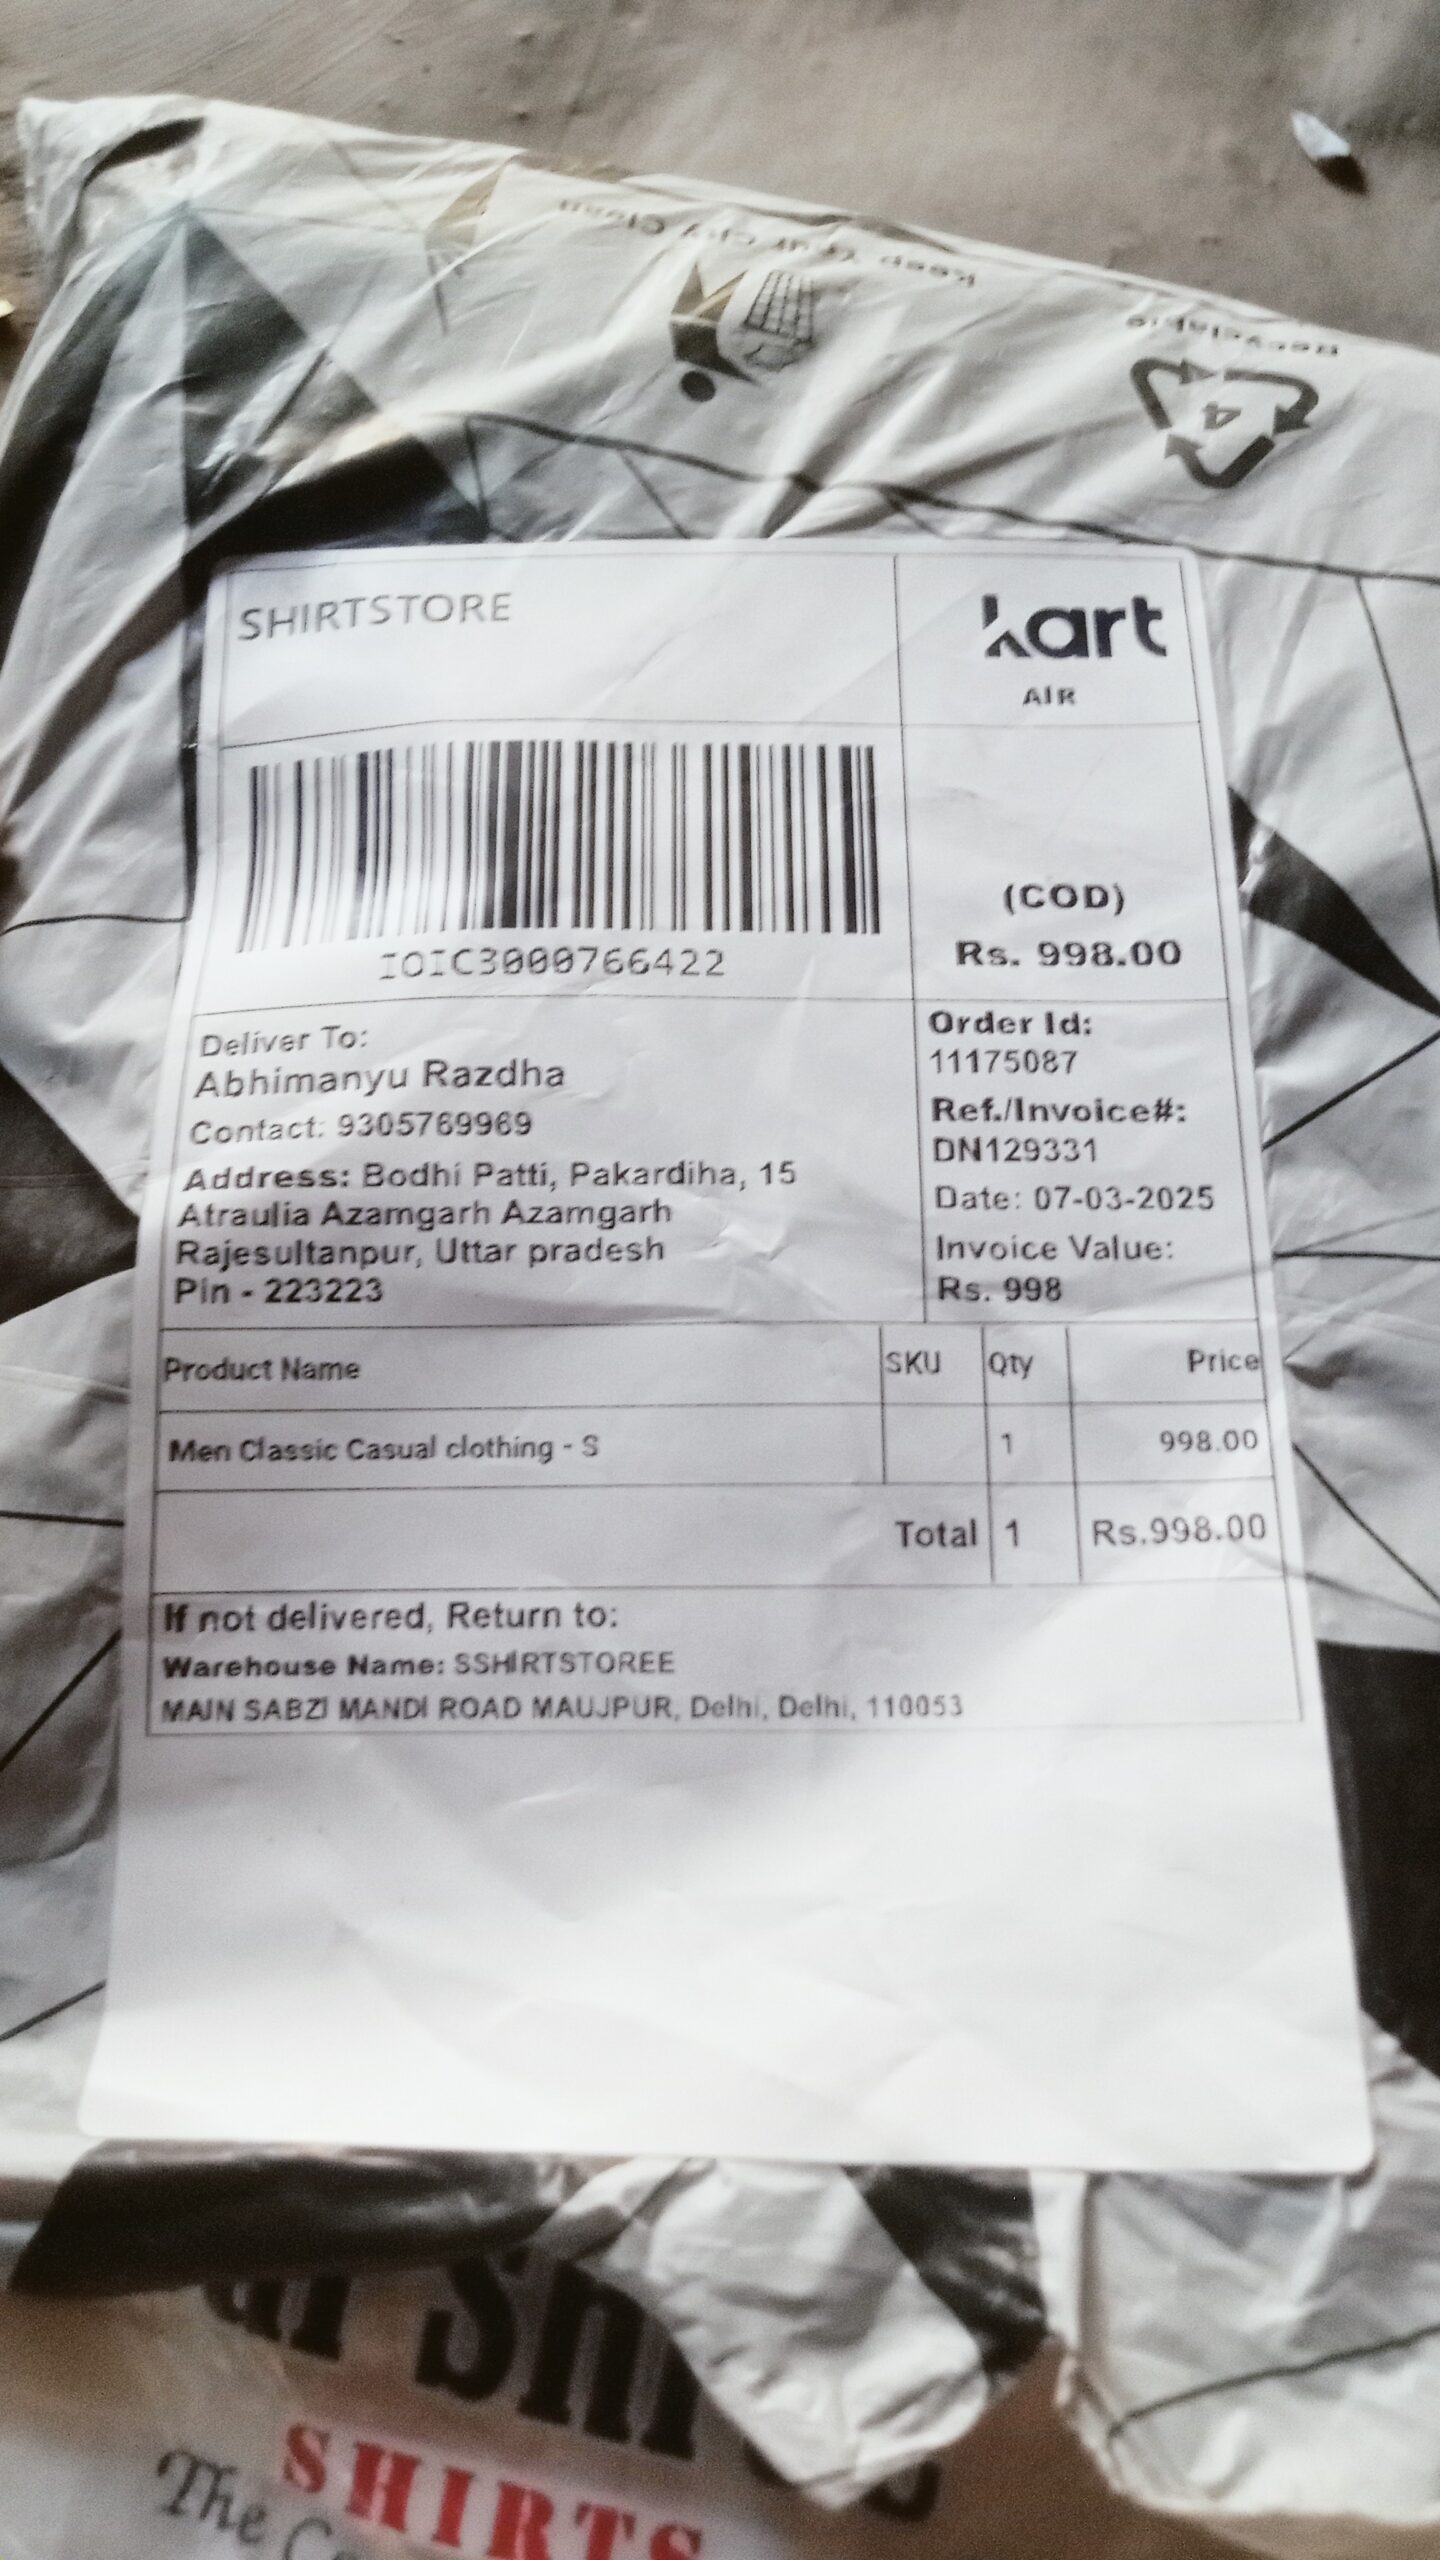 Keep Your City Clean
Recyclable
4
SHIRTSTORE
kart
AIR
IOIC3000766422
(COD)
Rs. 998.00
Deliver To:
Abhimanyu Razdha
Contact: 9305769969
Address: Bodhi Patti, Pakardiha, 15
Atraulia Azamgarh Azamgarh
Rajesultanpur, Uttar pradesh
Pin - 223223
Order Id:
11175087
Ref./Invoice#:
DN129331
Date: 07-03-2025
Invoice Value:
Rs. 998
Product Name SKU Qty Price
Men Classic Casual clothing - S 1 998.00
Total 1 Rs.998.00
If not delivered, Return to:
Warehouse Name: SSHIRTSTOREE
MAIN SABZI MANDI ROAD MAUJPUR, Delhi, Delhi, 110053
SHIRTS
The